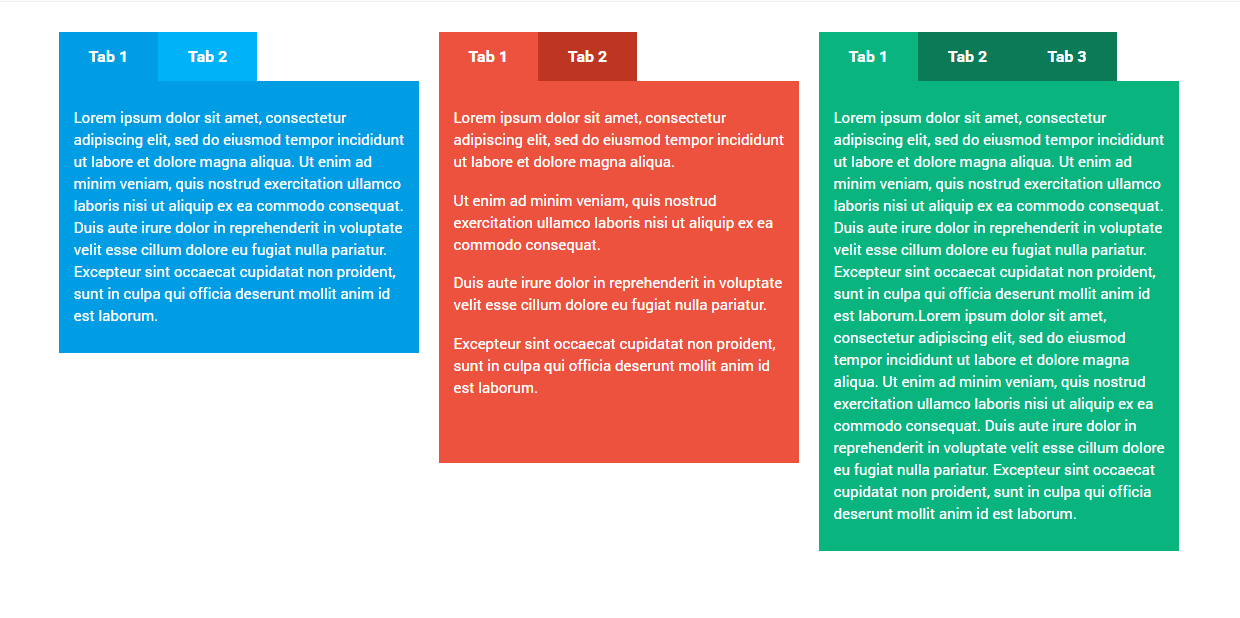 Tab 1 Tab 2
Lorem ipsum dolor sit amet, consectetur
adipiscing elit, sed do eiusmod tempor incididunt
ut labore et dolore magna aliqua. Ut enim ad
minim veniam, quis nostrud exercitation ullamco
laboris nisi ut aliquip ex ea commodo consequat.
Duis aute irure dolor in reprehenderit in voluptate
velit esse cillum dolore eu fugiat nulla pariatur.
Excepteur sint occaecat cupidatat non proident,
sunt in culpa qui officia deserunt mollit anim id
est laborum.
Tab 1 Tab 2
Lorem ipsum dolor sit amet, consectetur
adipiscing elit, sed do eiusmod tempor incididunt
ut labore et dolore magna aliqua.
Ut enim ad minim veniam, quis nostrud
exercitation ullamco laboris nisi ut aliquip ex ea
commodo consequat.
Duis aute irure dolor in reprehenderit in voluptate
velit esse cillum dolore eu fugiat nulla pariatur.
Excepteur sint occaecat cupidatat non proident,
sunt in culpa qui officia deserunt mollit anim id
est laborum.
Tab 1 Tab 2 Tab 3
Lorem ipsum dolor sit amet, consectetur
adipiscing elit, sed do eiusmod tempor incididunt
ut labore et dolore magna aliqua. Ut enim ad
minim veniam, quis nostrud exercitation ullamco
laboris nisi ut aliquip ex ea commodo consequat.
Duis aute irure dolor in reprehenderit in voluptate
velit esse cillum dolore eu fugiat nulla pariatur.
Excepteur sint occaecat cupidatat non proident,
sunt in culpa qui officia deserunt mollit anim id
est laborum.Lorem ipsum dolor sit amet,
consectetur adipiscing elit, sed do eiusmod
tempor incididunt ut labore et dolore magna
aliqua. Ut enim ad minim veniam, quis nostrud
exercitation ullamco laboris nisi ut aliquip ex ea
commodo consequat. Duis aute irure dolor in
reprehenderit in voluptate velit esse cillum dolore
eu fugiat nulla pariatur. Excepteur sint occaecat
cupidatat non proident, sunt in culpa qui officia
deserunt mollit anim id est laborum.